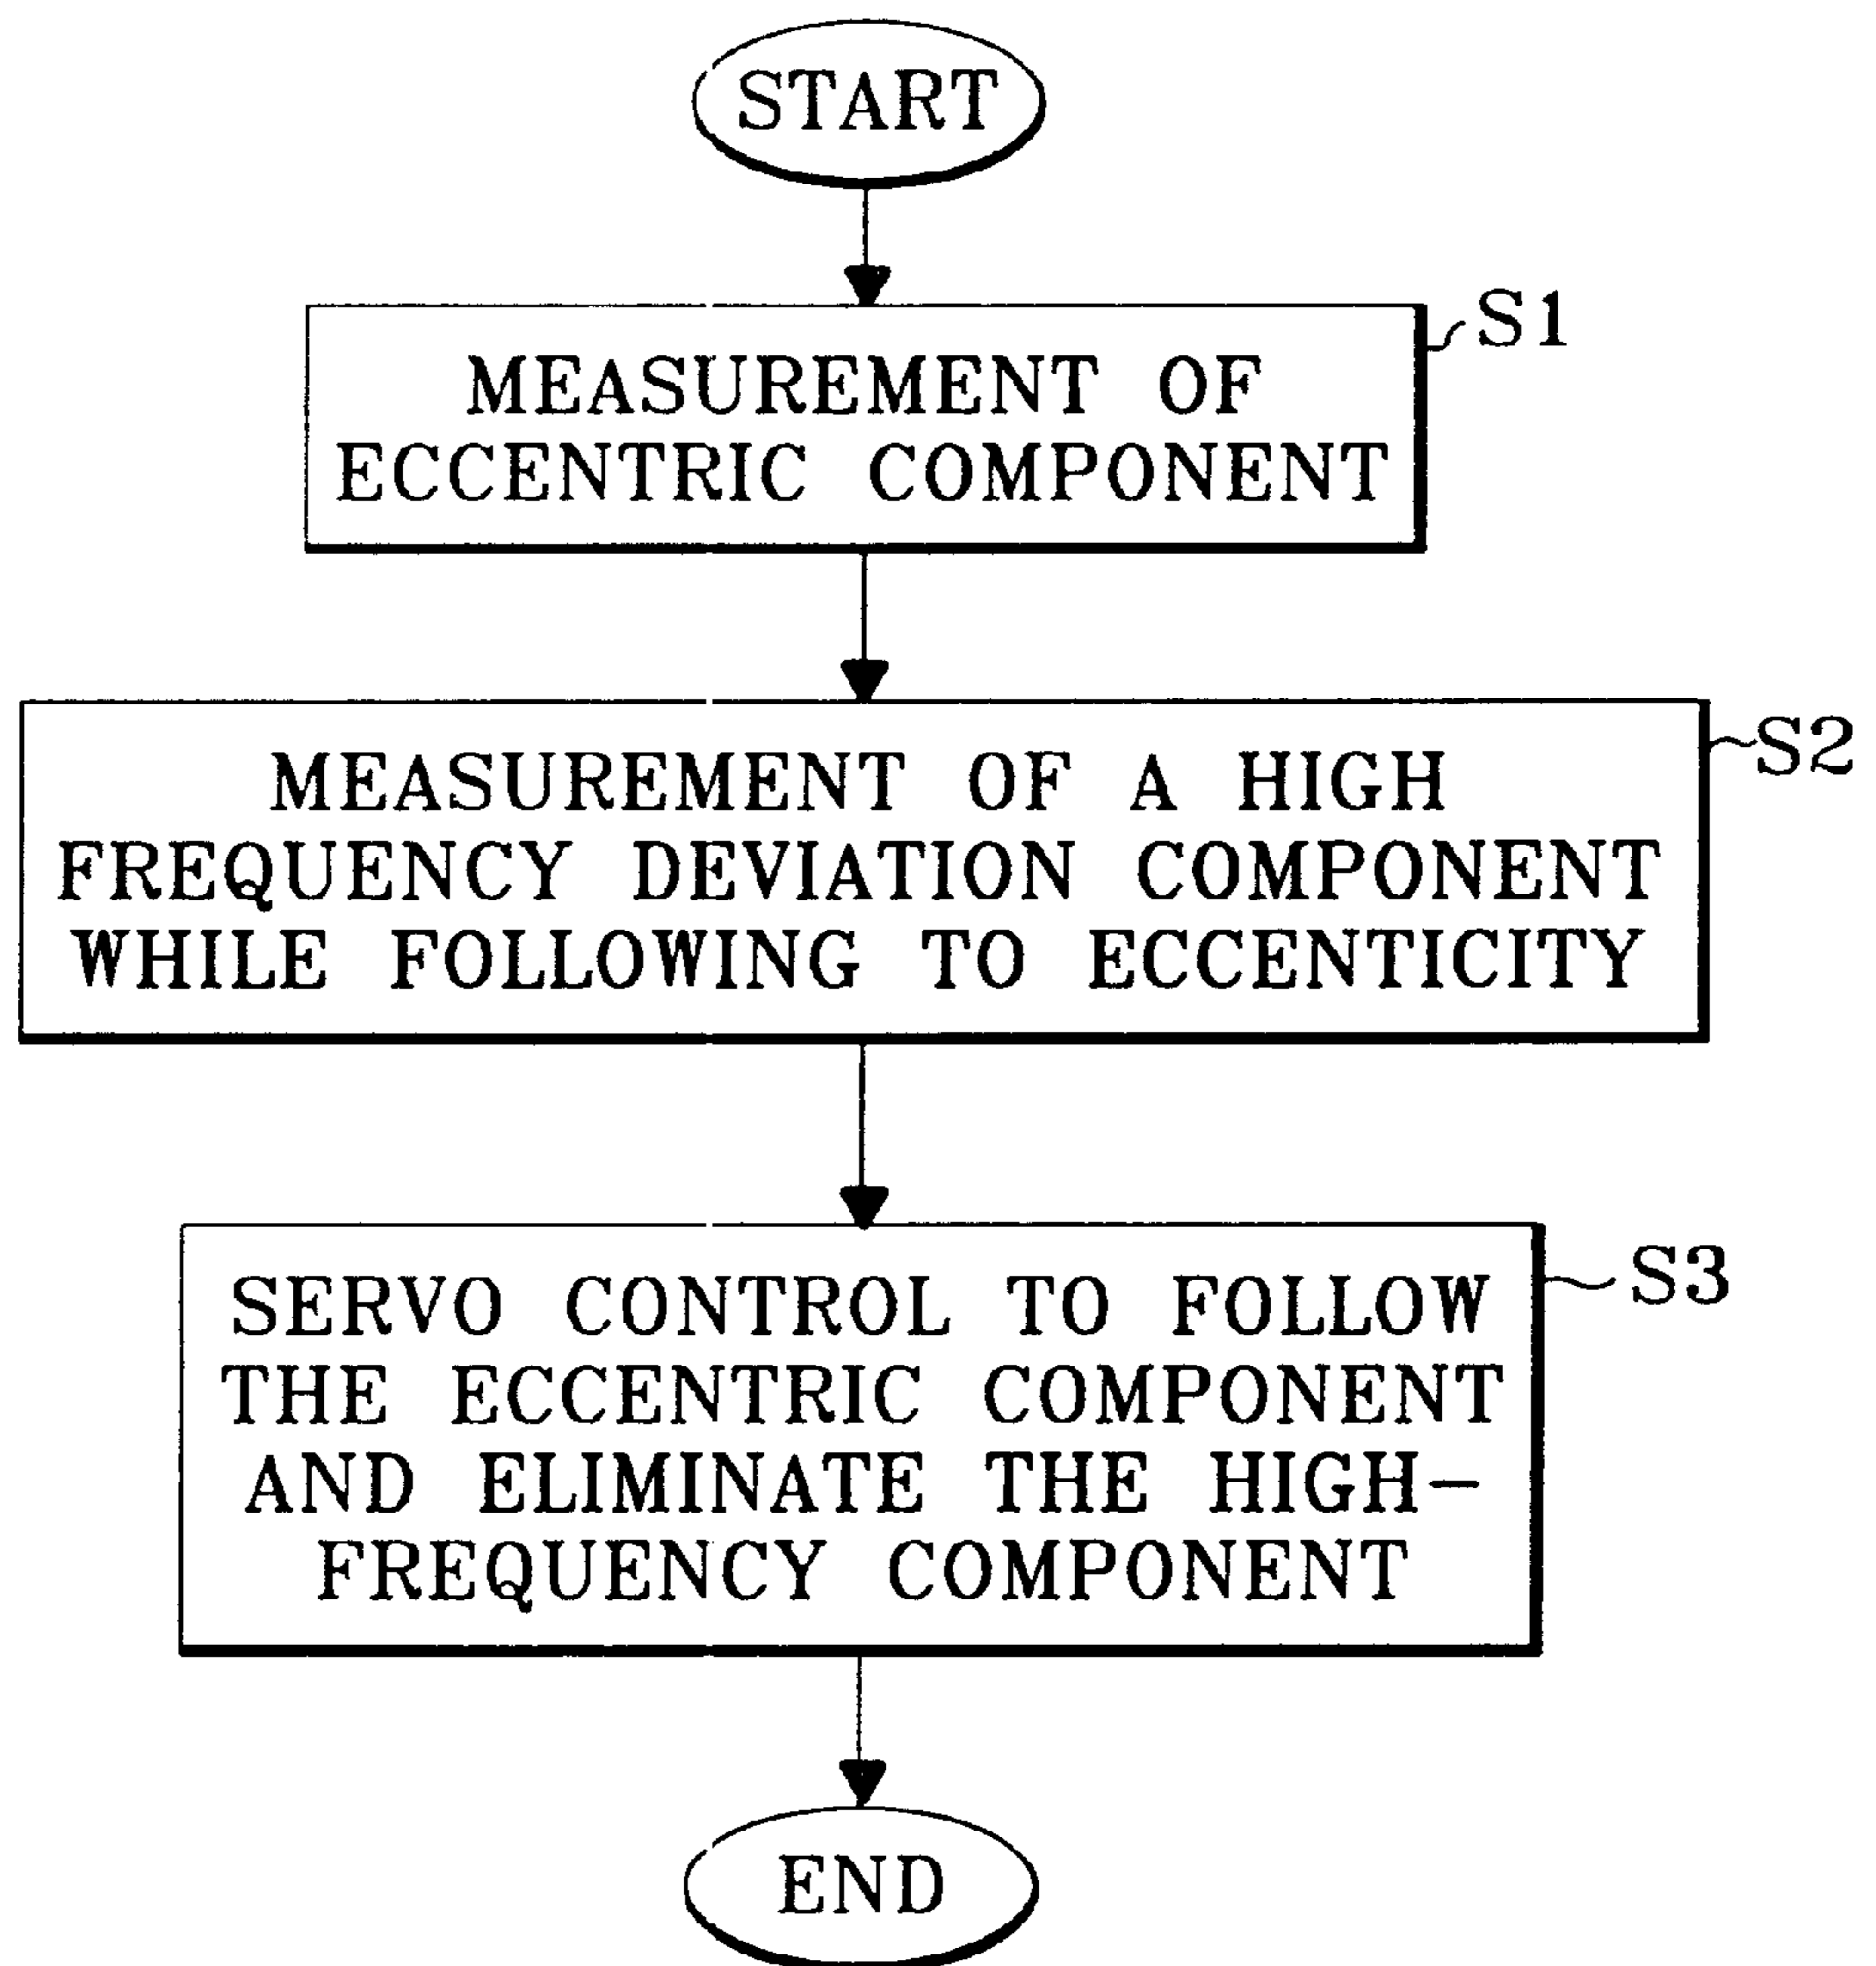 START
S1
MEASUREMENT OF
ECCENTRIC COMPONENT
S2
MEASUREMENT OF A HIGH
FREQUENCY DEVIATION COMPONENT
WHILE FOLLOWING TO ECCENTICITY
S3
SERVO CONTROL TO FOLLOW
THE ECCENTRIC COMPONENT
AND ELIMINATE THE HIGH-
FREQUENCY COMPONENT
END